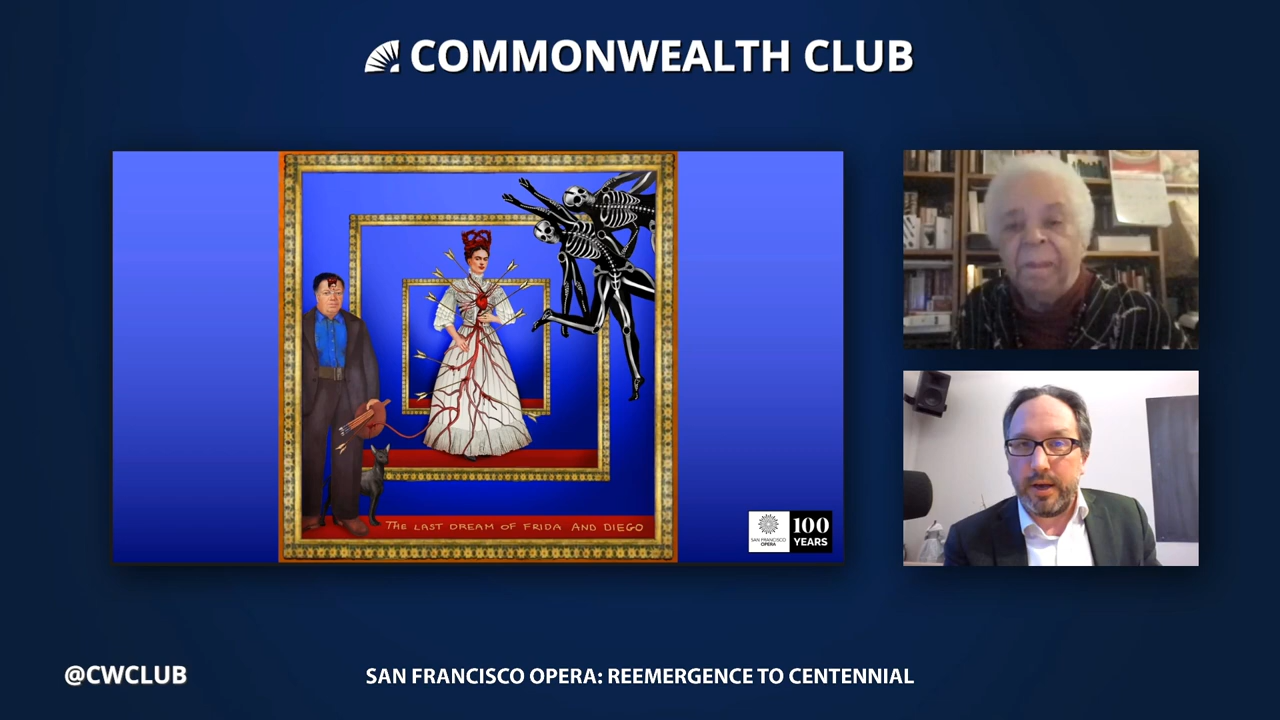 COMMONWEALTH CLUB
THE LAST DREAM OF FRIDA AND DIEGO
SAN FRANCISCO
OPERA
100
YEARS
@CWCLUB
SAN FRANCISCO OPERA: REEMERGENCE TO CENTENNIAL